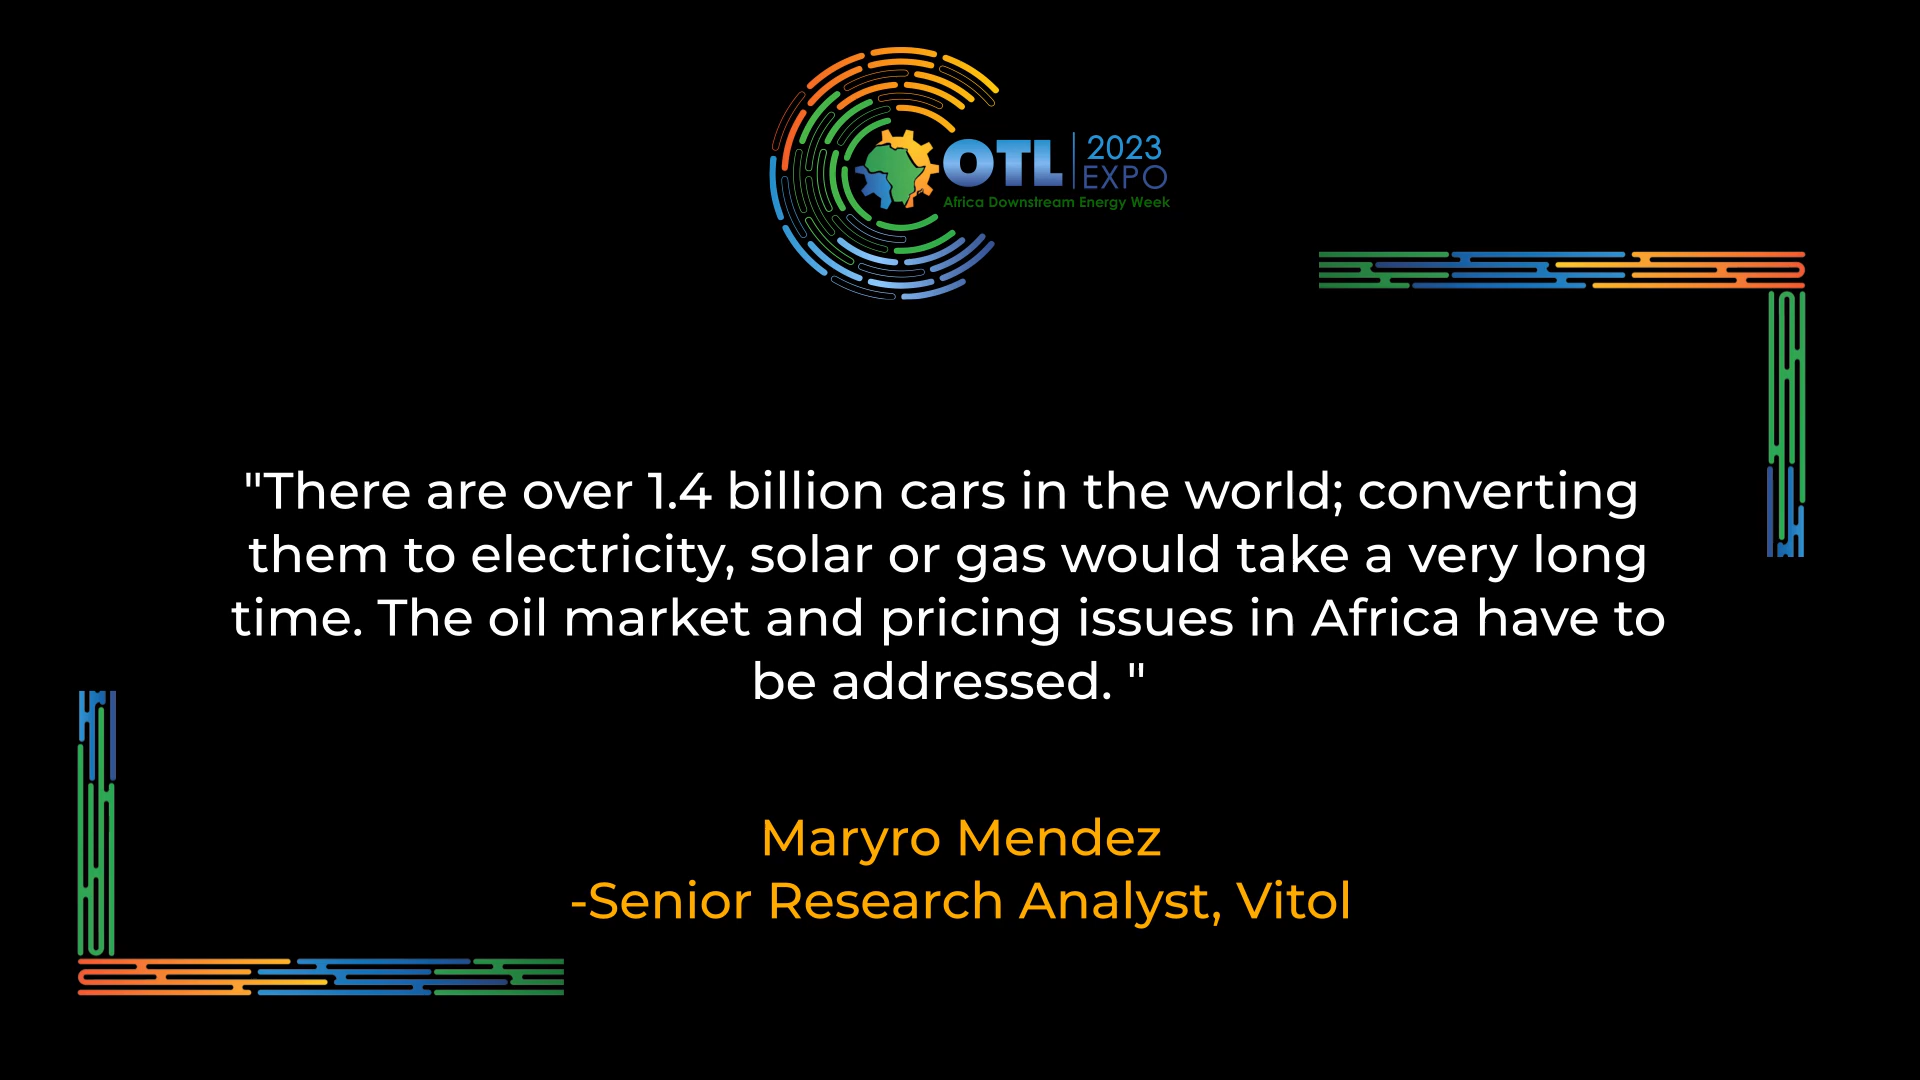 OTL 2023
EXPO
Africa Downstream Energy Week
"There are over 1.4 billion cars in the world; converting
them to electricity, solar or gas would take a very long
time. The oil market and pricing issues in Africa have to
be addressed. "
Maryro Mendez
-Senior Research Analyst, Vitol